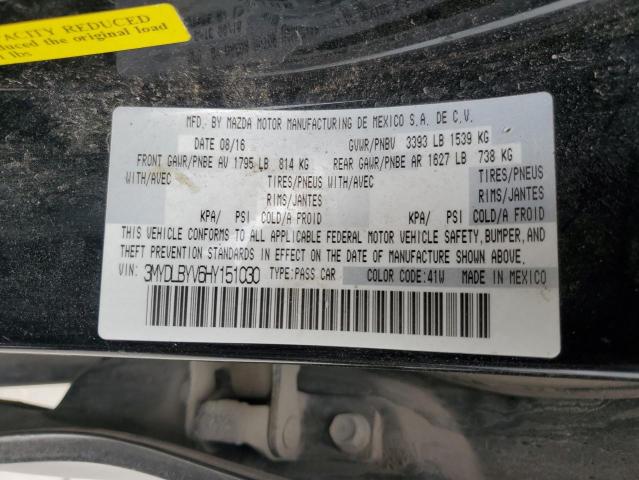 ACITY REDUCED
duced the original load
lbs
MFD. BY MAZDA MOTOR MANUFACTURING DE MEXICO S.A. DE C.V.
DATE 08/16 GVWR/PNBV 3393 LB 1539 KG
FRONT GAWR/PNBE AV 1795 LB 814 KG REAR GAWR/PNBE AR 1627 LB 738 KG
WITH/AVEC TIRES/PNEUS WITH/AVEC TIRES/PNEUS
RIMS/JANTES RIMS/JANTES
KPA/ PSI COLD/A FROID KPA/ PSI COLD/A FROID
THIS VEHICLE CONFORMS TO ALL APPLICABLE FEDERAL MOTOR VEHICLE SAFETY, BUMPER, AND
THEFT PREVENTION STANDARDS IN EFFECT ON THE DATE OF MANUFACTURE SHOWN ABOVE.
VIN: 3MYDLBYV6HY151030 TYPE: PASS CAR COLOR CODE: 41W MADE IN MEXICO